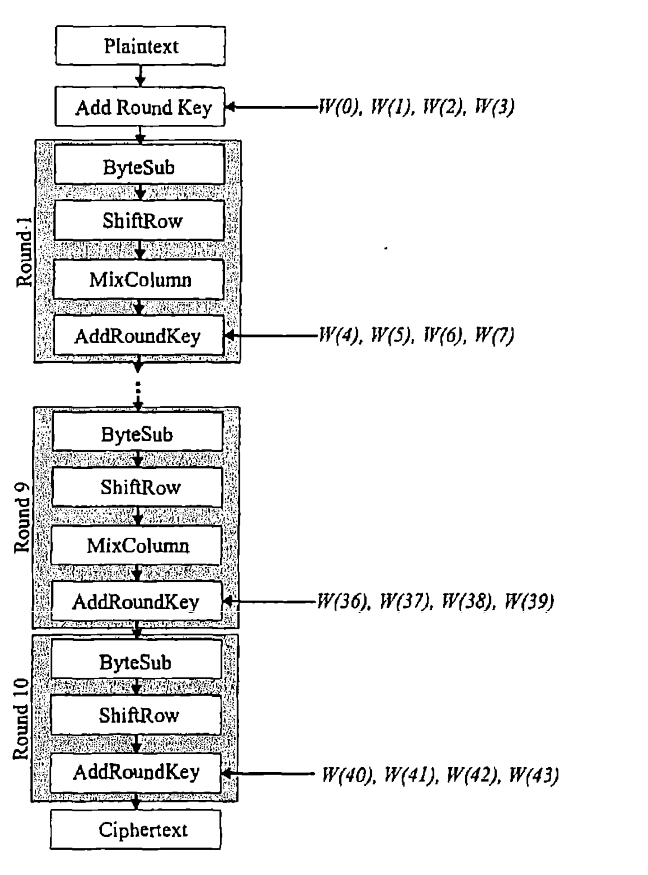 Plaintext
Add Round Key W(0), W(1), W(2), W(3)
Round 1
ByteSub
ShiftRow
MixColumn
AddRoundKey W(4), W(5), W(6), W(7)
Round 9
ByteSub
ShiftRow
MixColumn
AddRoundKey W(36), W(37), W(38), W(39)
Round 10
ByteSub
ShiftRow
AddRoundKey W(40), W(41), W(42), W(43)
Ciphertext